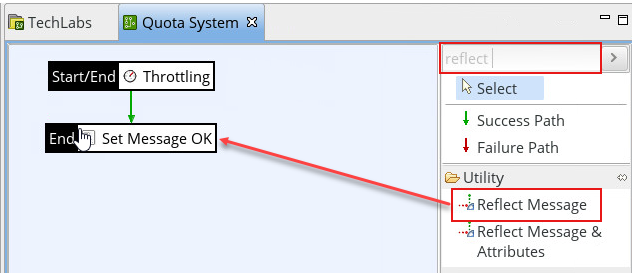 TechLabs
Quota System
reflect
Start/End Throttling
Select
Success Path
End Set Message OK
Failure Path
Utility
Reflect Message
Reflect Message &
Attributes